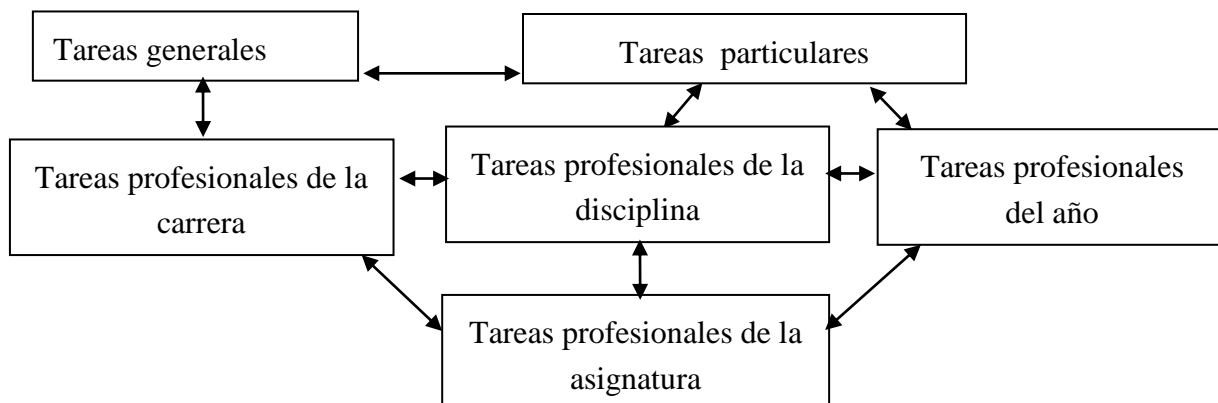 Tareas generales
Tareas particulares
Tareas profesionales de la
carrera
Tareas profesionales de la
disciplina
Tareas profesionales
del año
Tareas profesionales de la
asignatura